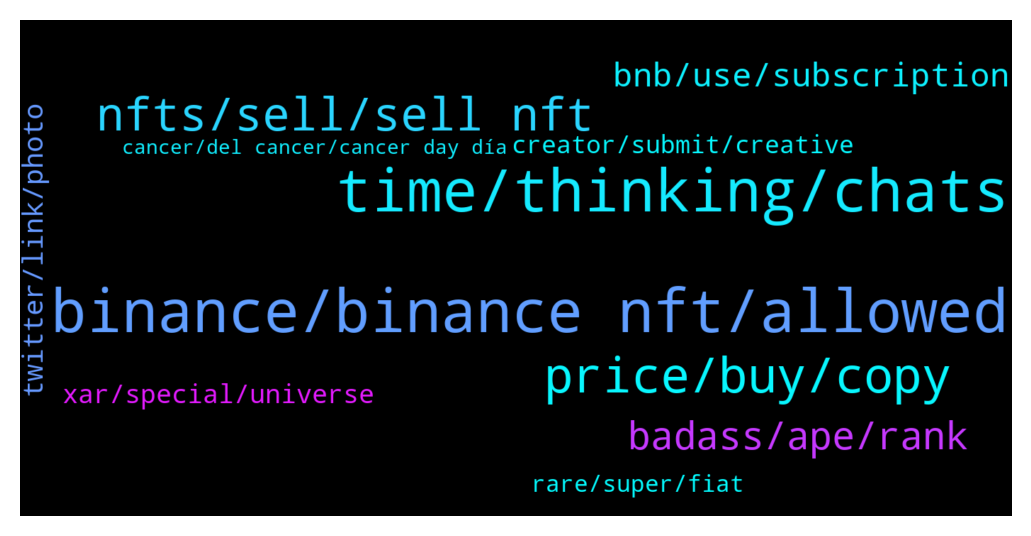 bnb/use/subscription
nfts/sell/sell nft
cancer/del cancer/cancer day día
creator/submit/creative
time/thinking/chats
twitter/link/photo
binance/binance nft/allowed
price/buy/copy
xar/special/universe
badass/ape/rank
rare/super/fiat